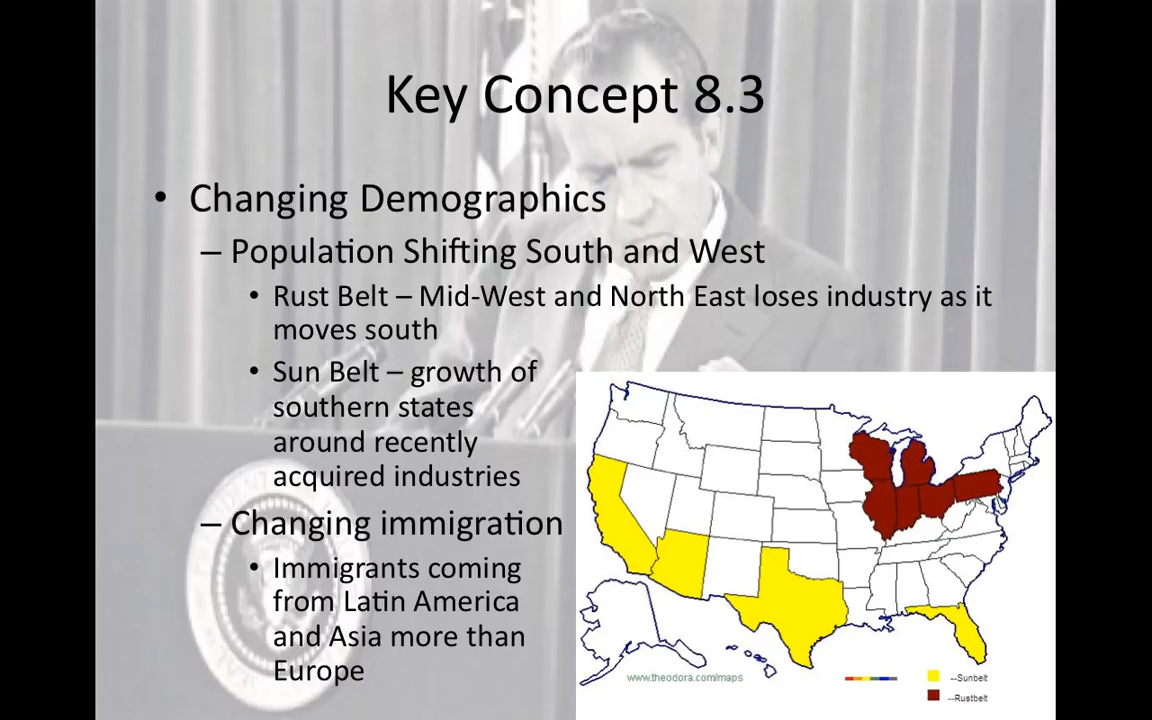 Key Concept 8.3
• Changing Demographics
– Population Shifting South and West
• Rust Belt – Mid-West and North East loses industry as it
moves south
• Sun Belt – growth of
southern states
around recently
acquired industries
– Changing immigration
• Immigrants coming
from Latin America
and Asia more than
Europe
www.theodora.com/maps
--Sunbelt
--Rustbelt